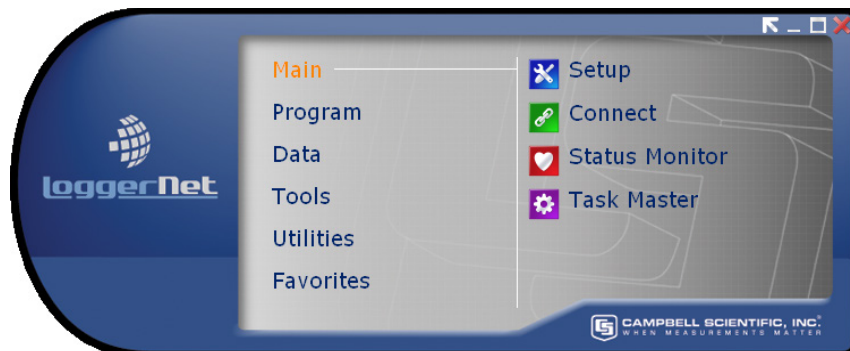 Main
Program
Data
Tools
Utilities
Favorites
Setup
Connect
Status Monitor
Task Master
LoggerNet
CAMPBELL SCIENTIFIC, INC.®
WHEN MEASUREMENTS MATTER